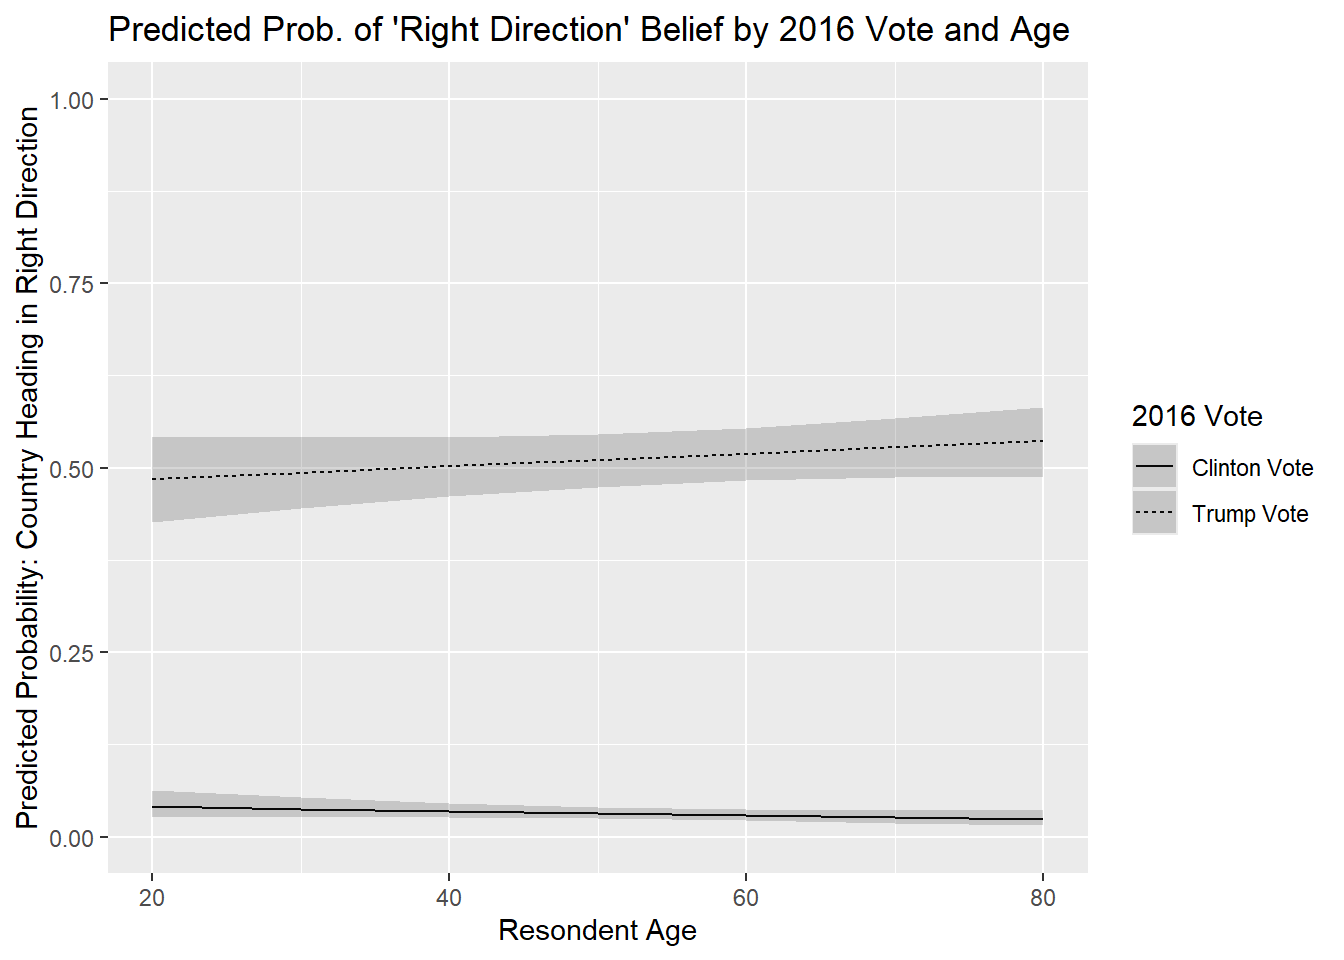 Predicted Prob. of 'Right Direction' Belief by 2016 Vote and Age
Predicted Probability: Country Heading in Right Direction
1.00
0.75
0.50
0.25
0.00
20
40
60
80
Resondent Age
2016 Vote
Clinton Vote
Trump Vote